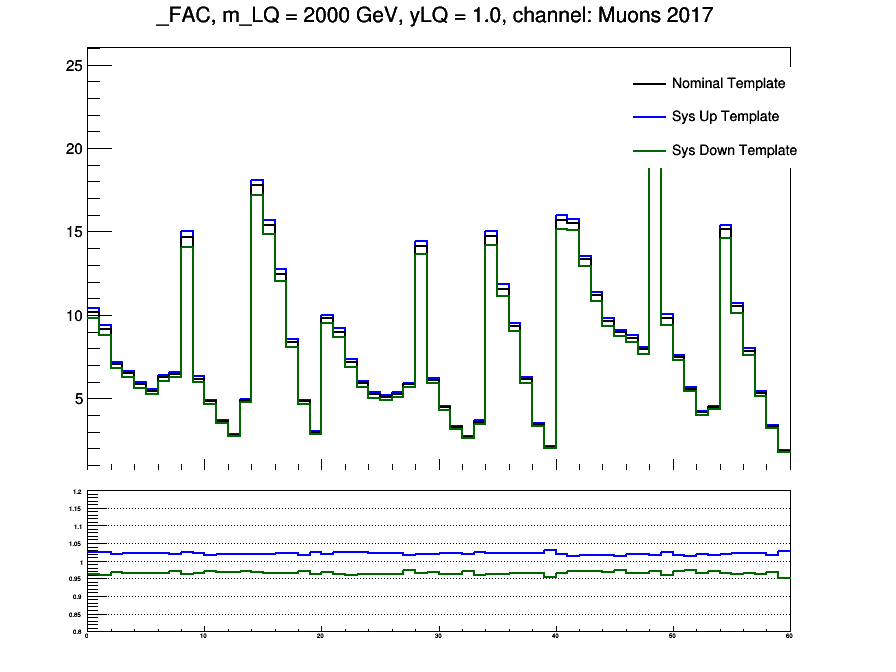 _FAC, m_LQ = 2000 GeV, yLQ = 1.0, channel: Muons 2017
25
Nominal Template
Sys Up Template
20
Sys Down Template
15
10
5
1.2
1.15
1.1
1.05
1
0.95
0.9
0.85
0.8
0 10 20 30 40 50 60